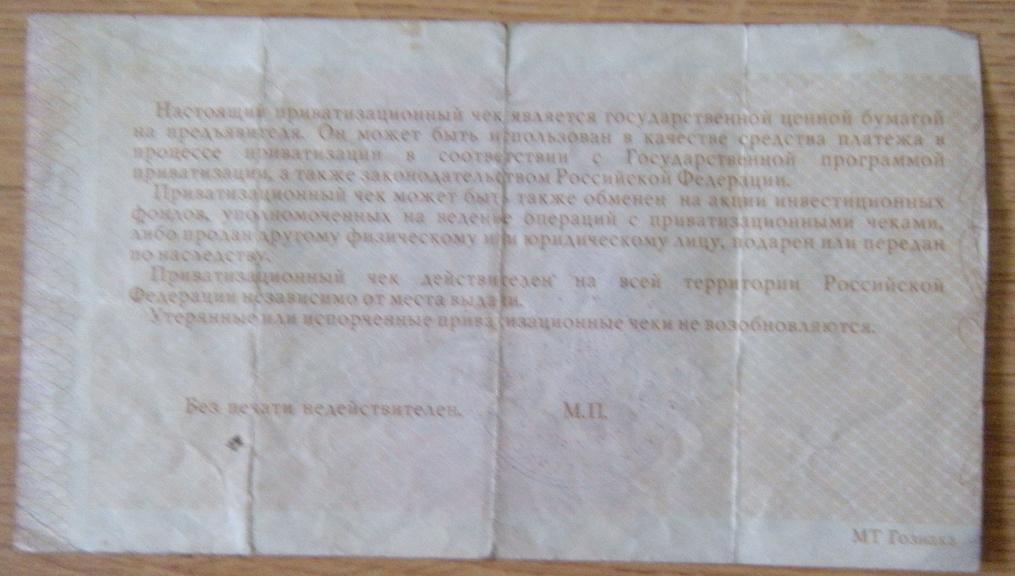 Настоящий приватизационный чек является государственной ценной бумагой
на предъявителя. Он может быть использован в качестве средства платежа в
процессе приватизации в соответствии с Государственной программой
приватизации, а также законодательством Российской Федерации.
Приватизационный чек может быть также обменен на акции инвестиционных
фондов, уполномоченных на ведение операций с приватизационными чеками,
либо продан другому физическому или юридическому лицу, подарен или передан
по наследству.
Приватизационный чек действителен на всей территории Российской
Федерации независимо от места выдачи.
Утерянные или испорченные приватизационные чеки не возобновляются.
Без печати недействителен. М.П.
МТ Гознака